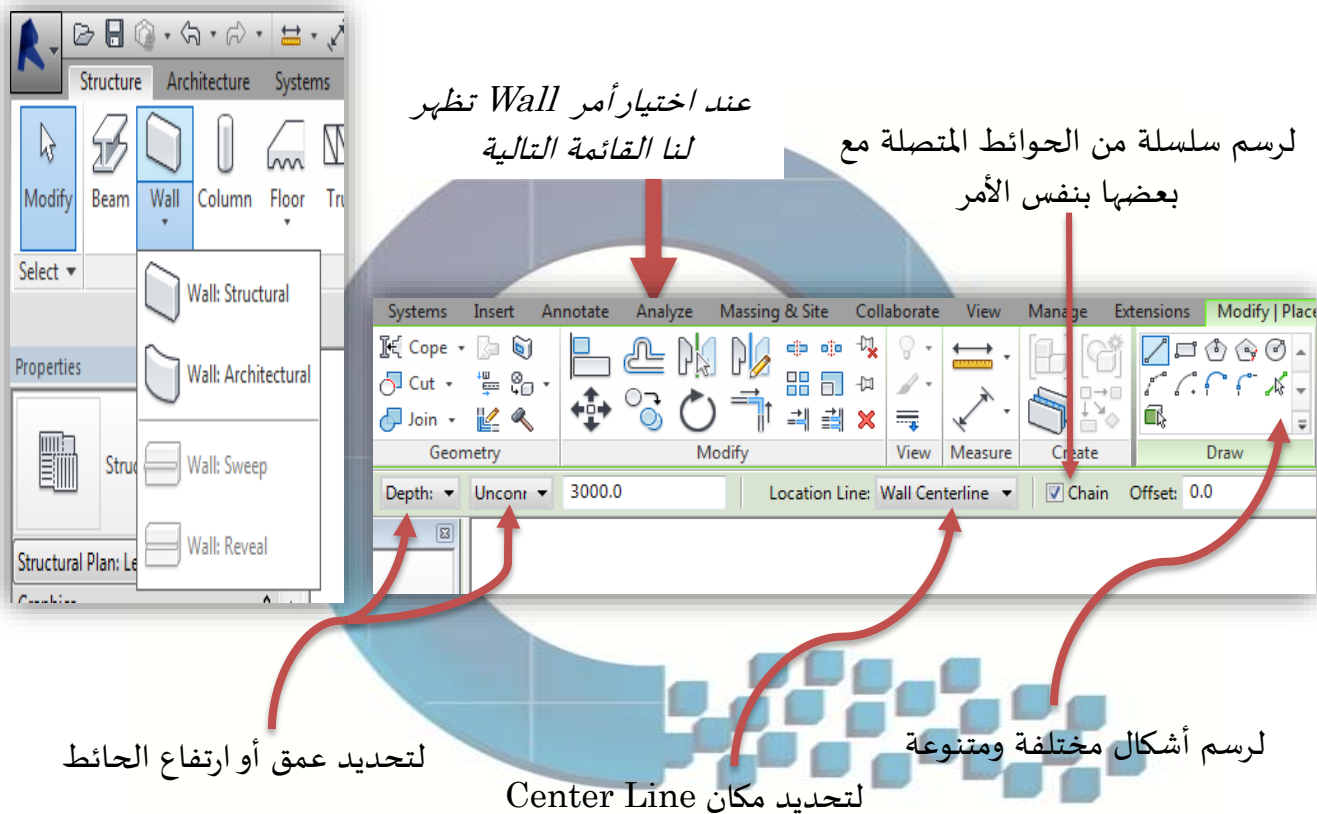 Structure Architecture Systems
Modify Beam Wall Column Floor Tru
Select
Wall: Structural
Wall: Architectural
Wall: Sweep
Wall: Reveal
Properties
Struc
Structural Plan: Le
عند اختيار أمر Wall تظهر
لنا القائمة التالية
لرسم سلسلة من الحوائط المتصلة مع
بعضها بنفس الأمر
Systems Insert Annotate Analyze Massing & Site Collaborate View Manage Extensions Modify | Place
Cope
Cut
Join
Geometry Modify View Measure Create Draw
Depth: Unconr 3000.0 Location Line: Wall Centerline Chain Offset: 0.0
لتحديد عمق أو ارتفاع الحائط
لتحديد مكان Center Line
لرسم أشكال مختلفة ومتنوعة